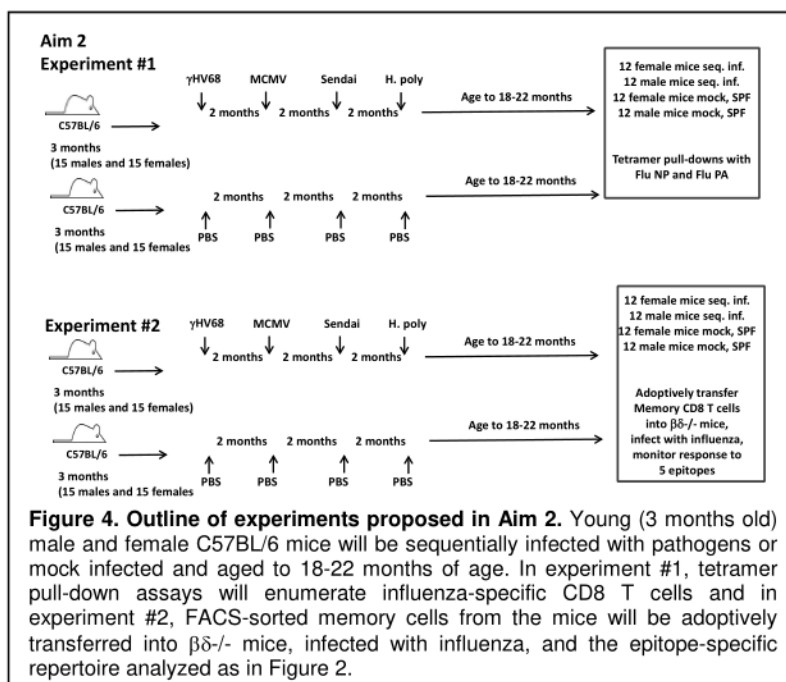 Aim 2
Experiment #1
γHV68 MCMV Sendai H. poly
2 months 2 months 2 months
Age to 18-22 months
C57BL/6
3 months
(15 males and 15 females)
2 months 2 months 2 months
Age to 18-22 months
C57BL/6
3 months
(15 males and 15 females
PBS PBS PBS PBS
12 female mice seq. inf.
12 male mice seq. inf.
12 female mice mock, SPF
12 male mice mock, SPF
Tetramer pull-downs with
Flu NP and Flu PA
Experiment #2
γHV68 MCMV Sendai H. poly
2 months 2 months 2 months
Age to 18-22 months
C57BL/6
3 months
(15 males and 15 females)
2 months 2 months 2 months
Age to 18-22 months
C57BL/6
3 months
(15 males and 15 females
PBS PBS PBS PBS
12 female mice seq. inf.
12 male mice seq. inf.
12 female mice mock, SPF
12 male mice mock, SPF
Adoptively transfer
Memory CD8 T cells
into βδ-/- mice,
infect with influenza,
monitor response to
5 epitopes
Figure 4. Outline of experiments proposed in Aim 2. Young (3 months old)
male and female C57BL/6 mice will be sequentially infected with pathogens or
mock infected and aged to 18-22 months of age. In experiment #1, tetramer
pull-down assays will enumerate influenza-specific CD8 T cells and in
experiment #2, FACS-sorted memory cells from the mice will be adoptively
transferred into βδ-/- mice, infected with influenza, and the epitope-specific
repertoire analyzed as in Figure 2.